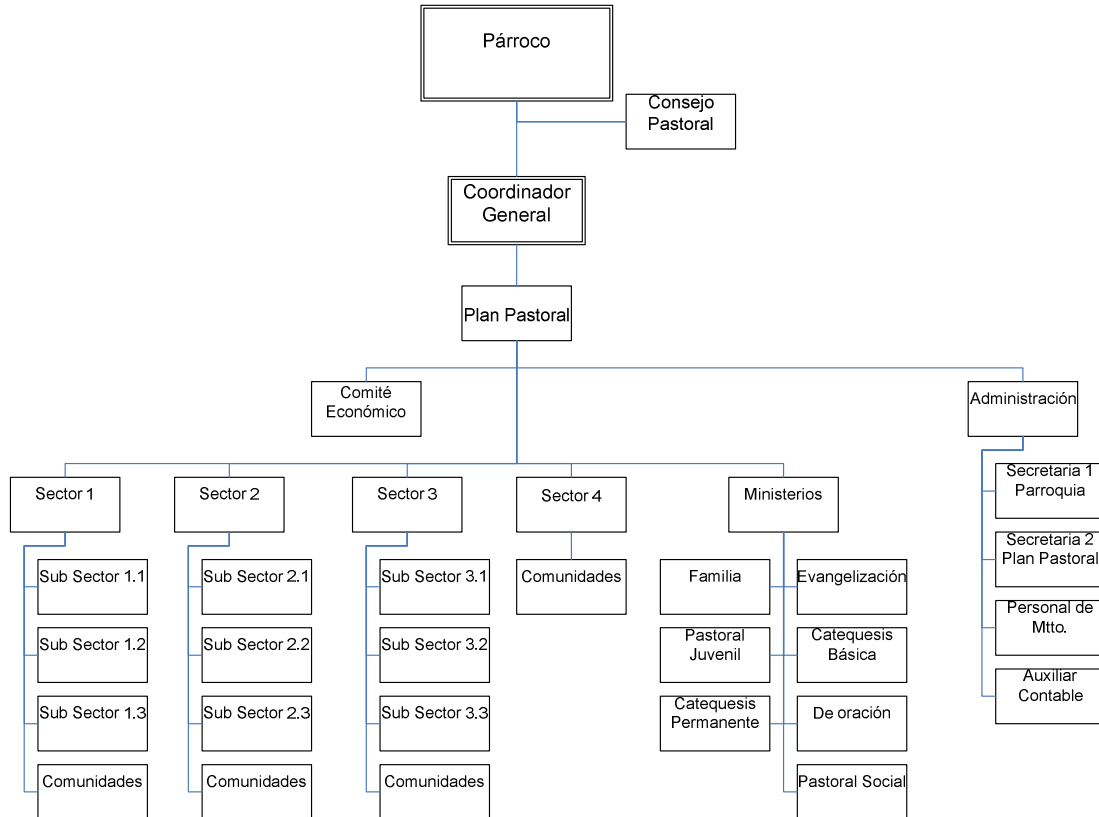 Párroco
Consejo
Pastoral
Coordinador
General
Plan Pastoral
Comité
Económico
Administración
Secretaria 1
Parroquia
Secretaria 2
Plan Pastoral
Personal de
Mtto.
Auxiliar
Contable
Sector 1
Sub Sector 1.1
Sub Sector 1.2
Sub Sector 1.3
Comunidades
Sector 2
Sub Sector 2.1
Sub Sector 2.2
Sub Sector 2.3
Comunidades
Sector 3
Sub Sector 3.1
Sub Sector 3.2
Sub Sector 3.3
Comunidades
Sector 4
Comunidades
Ministerios
Familia
Evangelización
Pastoral
Juvenil
Catequesis
Básica
Catequesis
Permanente
De oración
Pastoral Social